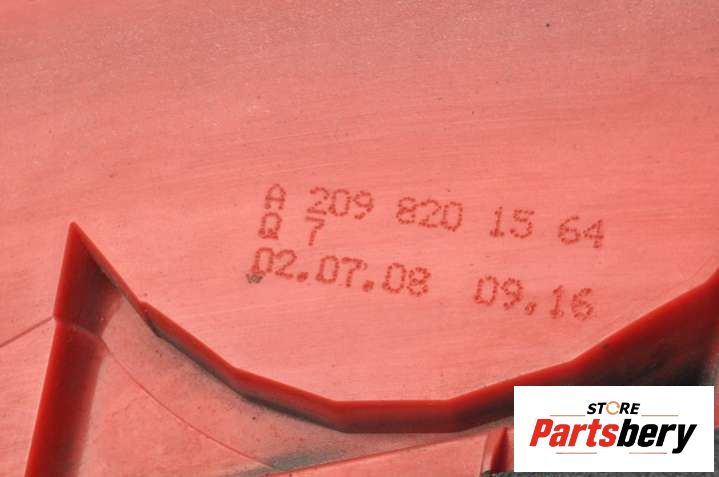 A 209 820 15 64
Q 7
02.07.08 09.16
STORE
Partsbery